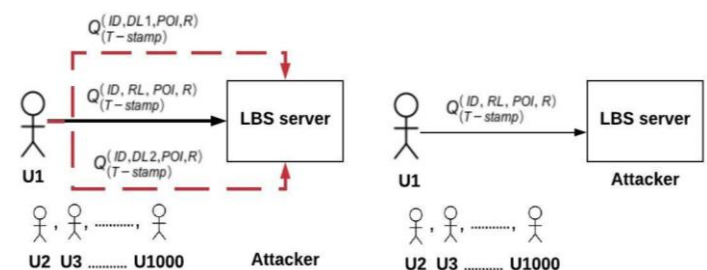 Q(ID,DL1,POI,R)
(T-stamp)
Q(ID, RL, POI, R)
(T-stamp)
LBS server
Q(ID,DL2,POI,R)
(T-stamp)
U1
, , .........., 
U2 U3 .......... U1000
Attacker
Q(ID, RL, POI, R)
(T-stamp)
LBS server
U1
Attacker
, , .........., 
U2 U3 .......... U1000